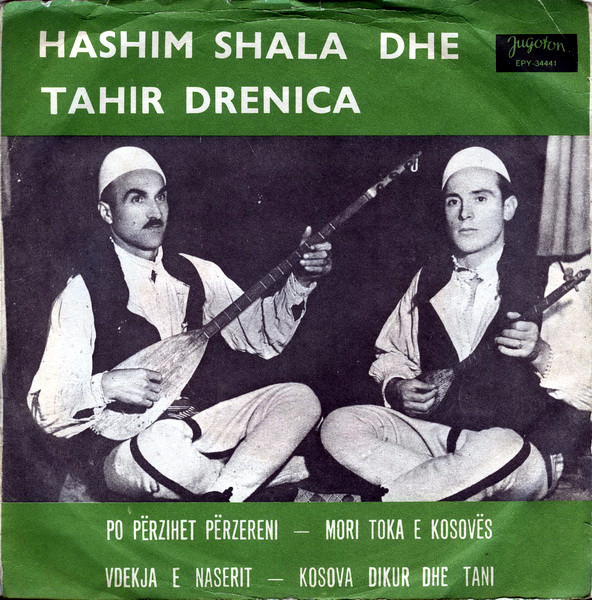 HASHIM SHALA DHE
TAHIR DRENICA
Jugoton
EPY-34441
PO PËRZIHET PËRZERENI — MORI TOKA E KOSOVËS
VDEKJA E NASERIT — KOSOVA DIKUR DHE TANI